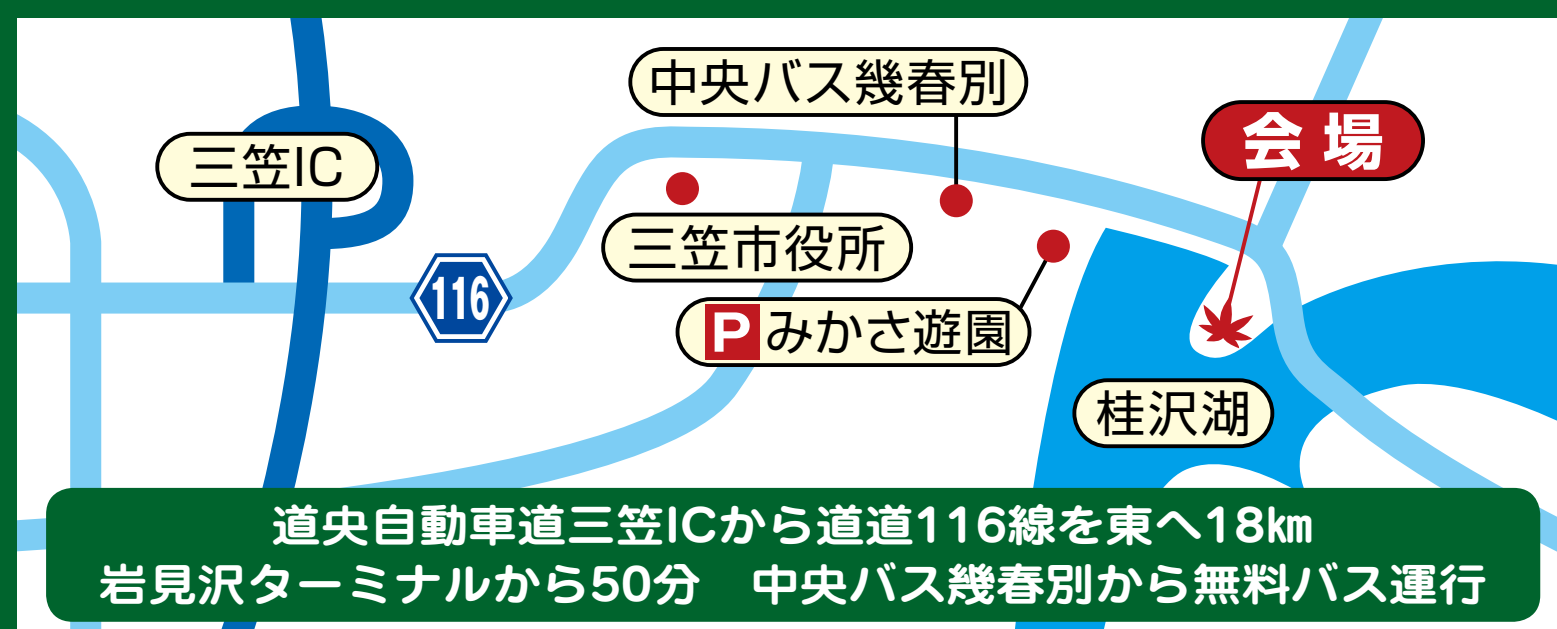 中央バス幾春別
会場
三笠IC
三笠市役所
116
Pみかさ遊園
桂沢湖
道央自動車道三笠ICから道道116線を東へ18㎞
岩見沢ターミナルから50分　中央バス幾春別から無料バス運行